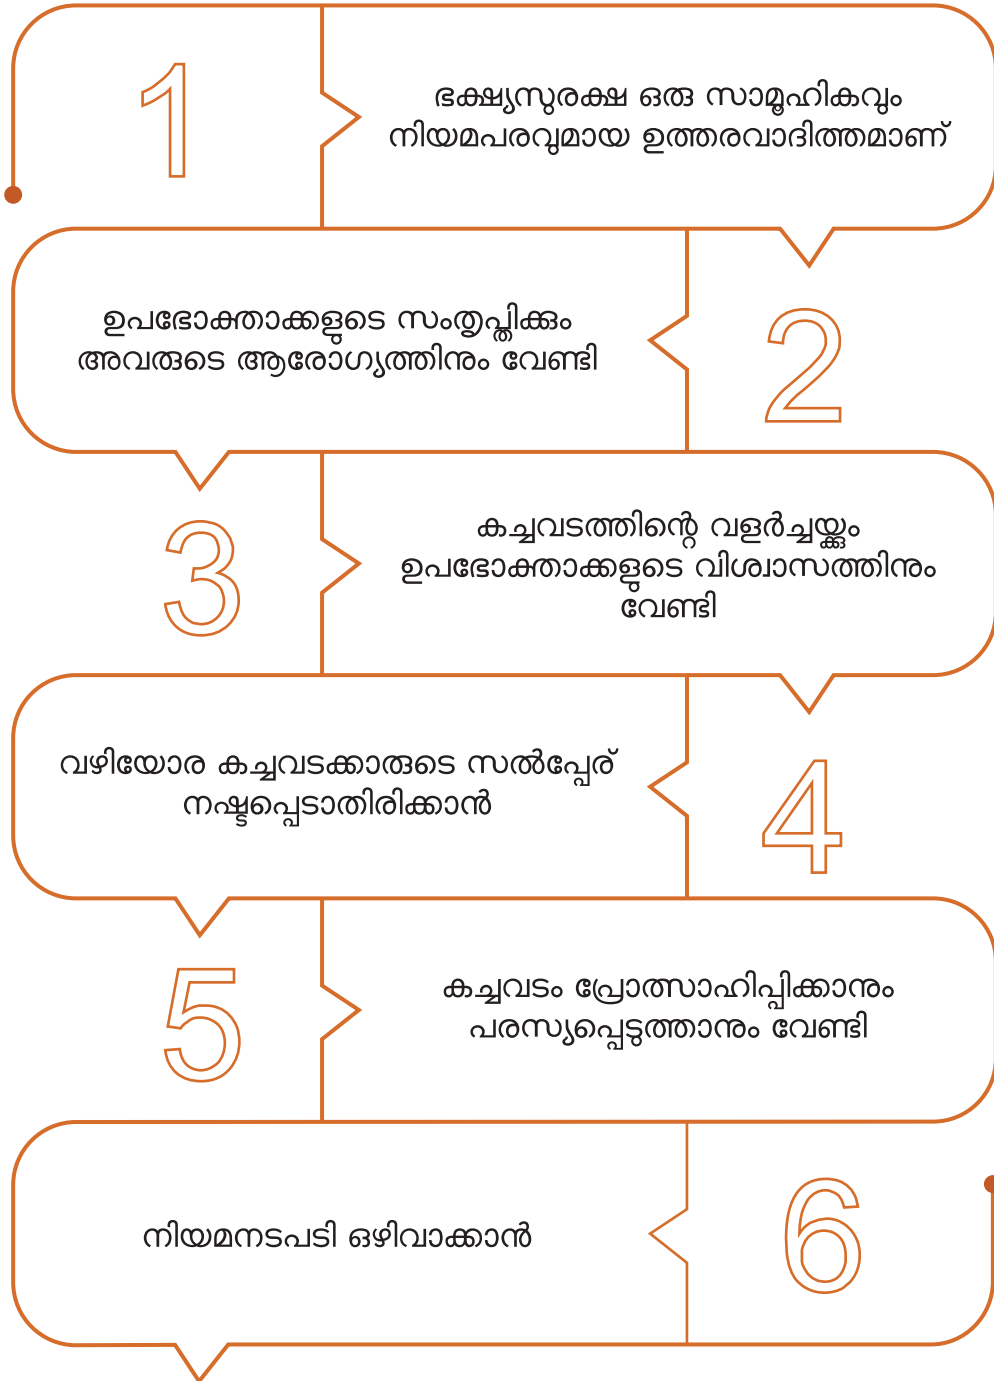 1
ഭക്ഷ്യസുരക്ഷ ഒരു സാമൂഹികവും
നിയമപരവുമായ ഉത്തരവാദിത്തമാണ്
2
ഉപഭോക്താക്കളുടെ സംതൃപ്തിക്കും
അവരുടെ ആരോഗ്യത്തിനും വേണ്ടി
3
കച്ചവടത്തിന്റെ വളർച്ചയ്ക്കും
ഉപഭോക്താക്കളുടെ വിശ്വാസത്തിനും
വേണ്ടി
4
വഴിയോര കച്ചവടക്കാരുടെ സൽപ്പേര്
നഷ്ടപ്പെടാതിരിക്കാൻ
5
കച്ചവടം പ്രോത്സാഹിപ്പിക്കാനും
പരസ്യപ്പെടുത്താനും വേണ്ടി
6
നിയമനടപടി ഒഴിവാക്കാൻ